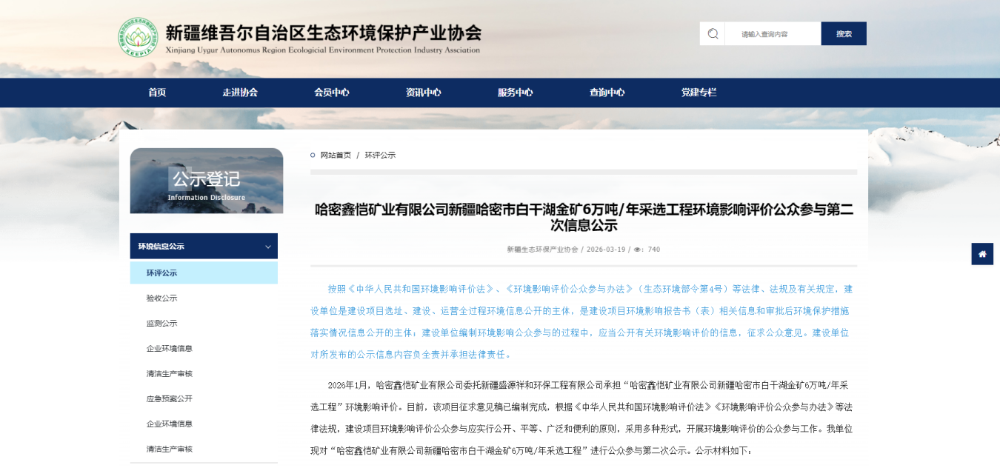 新疆维吾尔自治区生态环境保护产业协会
Xinjiang Uygur Autonomus Region Ecologicial Environment Protection Industry Assciation
XEEPIA
请输入查询内容
搜索
首页
走进协会
会员中心
资讯中心
服务中心
查询中心
党建专栏
公示登记
Information Disclosure
环境信息公示
环评公示
验收公示
监测公示
企业环境信息
清洁生产审核
应急预案公开
企业环境信息
清洁生产审核
网站首页 / 环评公示
哈密鑫恺矿业有限公司新疆哈密市白干湖金矿6万吨/年采选工程环境影响评价公众参与第二
次信息公示
新疆生态环保产业协会 / 2026-03-19 / : 740
按照《中华人民共和国环境影响评价法》、《环境影响评价公众参与办法》（生态环境部令第4号）等法律、法规及有关规定，建
设单位是建设项目选址、建设、运营全过程环境信息公开的主体，是建设项目环境影响报告书（表）相关信息和审批后环境保护措施
落实情况信息公开的主体；建设单位编制环境影响公众参与的过程中，应当公开有关环境影响评价的信息，征求公众意见。建设单位
对所发布的公示信息内容负全责并承担法律责任。
2026年1月，哈密鑫恺矿业有限公司委托新疆盛源祥和环保工程有限公司承担“哈密鑫恺矿业有限公司新疆哈密市白干湖金矿6万吨/年采
选工程”环境影响评价。目前，该项目征求意见稿已编制完成，根据《中华人民共和国环境影响评价法》《环境影响评价公众参与办法》等法
律法规，建设项目环境影响评价公众参与应实行公开、平等、广泛和便利的原则，采用多种形式，开展环境影响评价的公众参与工作。我单位
现对“哈密鑫恺矿业有限公司新疆哈密市白干湖金矿6万吨/年采选工程”进行公众参与第二次公示。公示材料如下：